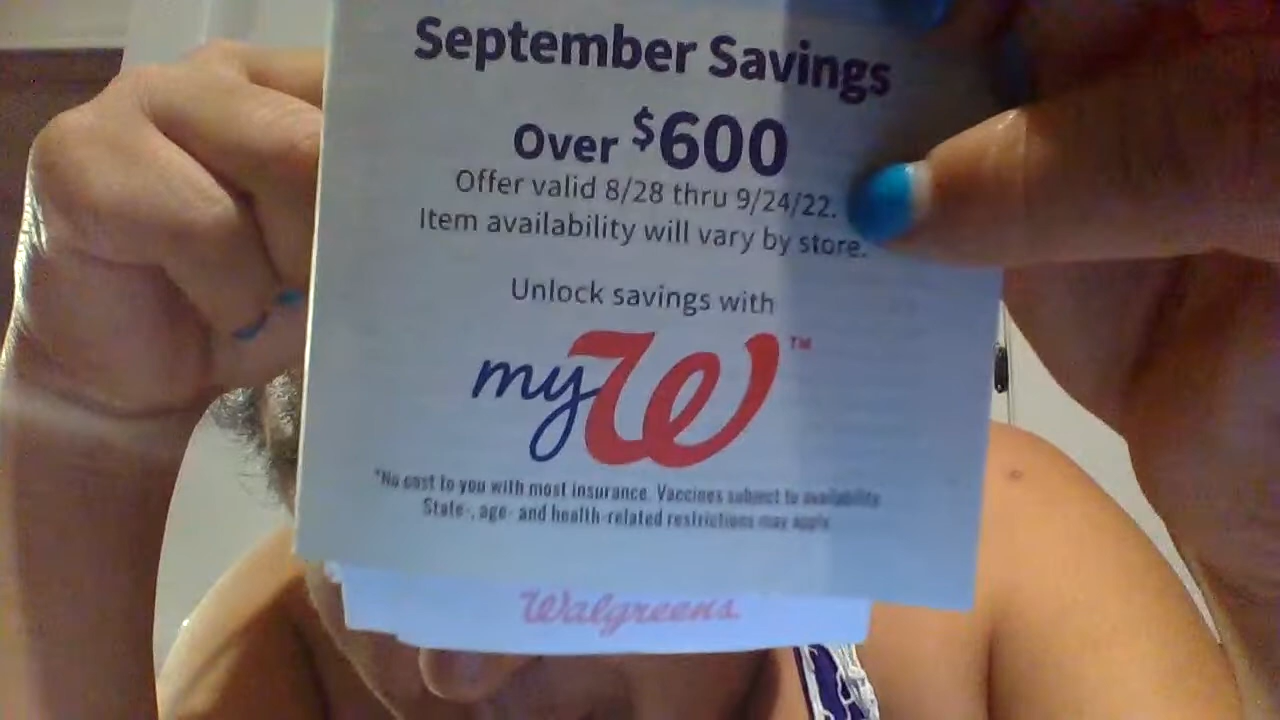 September Savings
Over $600
Offer valid 8/28 thru 9/24/22.
Item availability will vary by store.
Unlock savings with
myW™
*No cost to you with most insurance. Vaccines subject to availability.
State-, age- and health-related restrictions may apply.
Walgreens